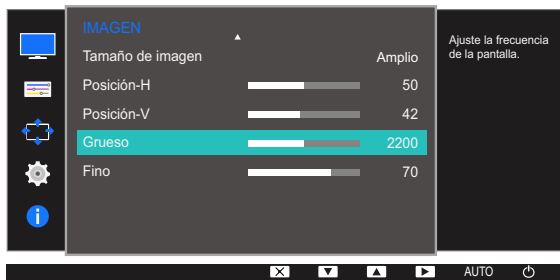 IMAGEN
Tamaño de imagen Amplio
Posición-H 50
Posición-V 42
Grueso 2200
Fino 70
Ajuste la frecuencia
de la pantalla.
AUTO